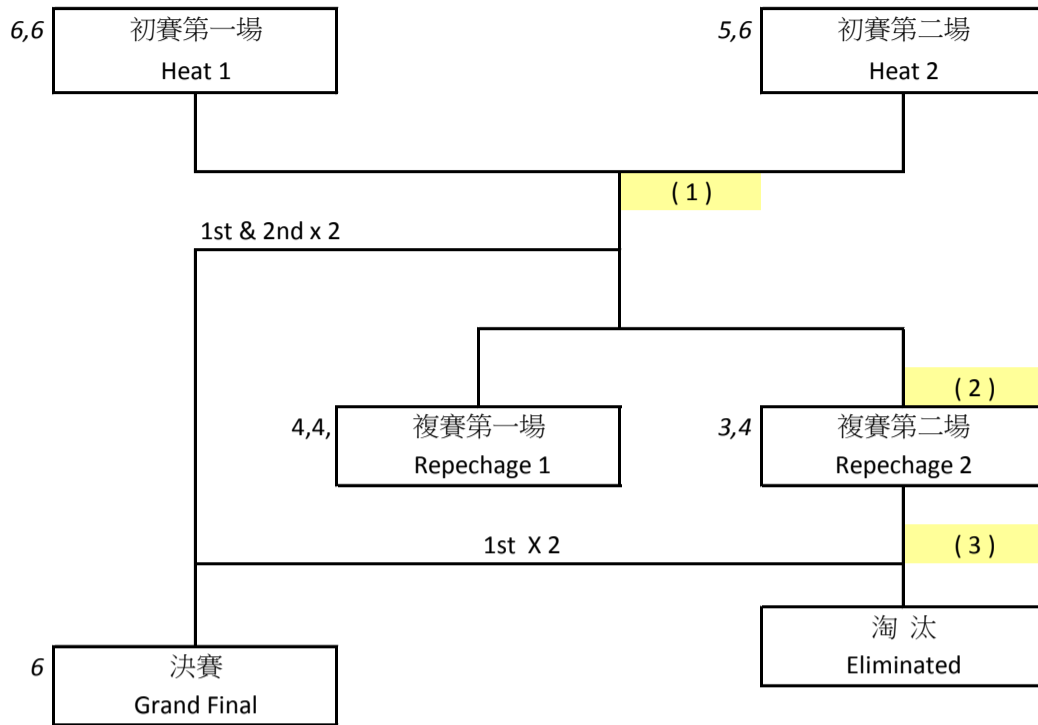 6,6
初賽第一場
Heat 1
5,6
初賽第二場
Heat 2
( 1 )
1st & 2nd x 2
( 2 )
4,4,
複賽第一場
Repechage 1
3,4
複賽第二場
Repechage 2
1st X 2
( 3 )
淘 汰
Eliminated
6
決賽
Grand Final